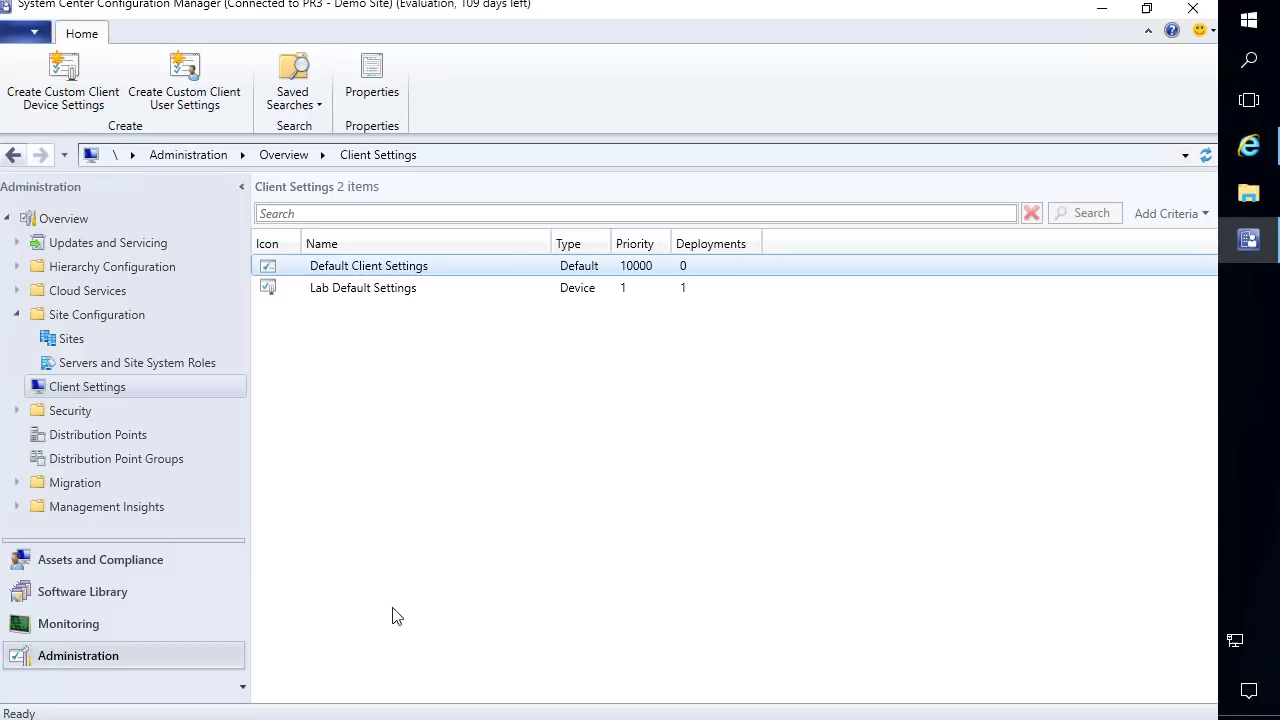 System Center Configuration Manager (Connected to PR3 - Demo Site) (Evaluation, 109 days left)
Home
Create Custom Client
Device Settings
Create Custom Client
User Settings
Saved
Searches
Properties
Create
Search
Properties
\ Administration Overview Client Settings
Administration
Client Settings 2 items
Overview
Search
Search
Add Criteria
Updates and Servicing
Icon Name Type Priority Deployments
Hierarchy Configuration
Default Client Settings Default 10000 0
Cloud Services
Lab Default Settings Device 1 1
Site Configuration
Sites
Servers and Site System Roles
Client Settings
Security
Distribution Points
Distribution Point Groups
Migration
Management Insights
Assets and Compliance
Software Library
Monitoring
Administration
Ready